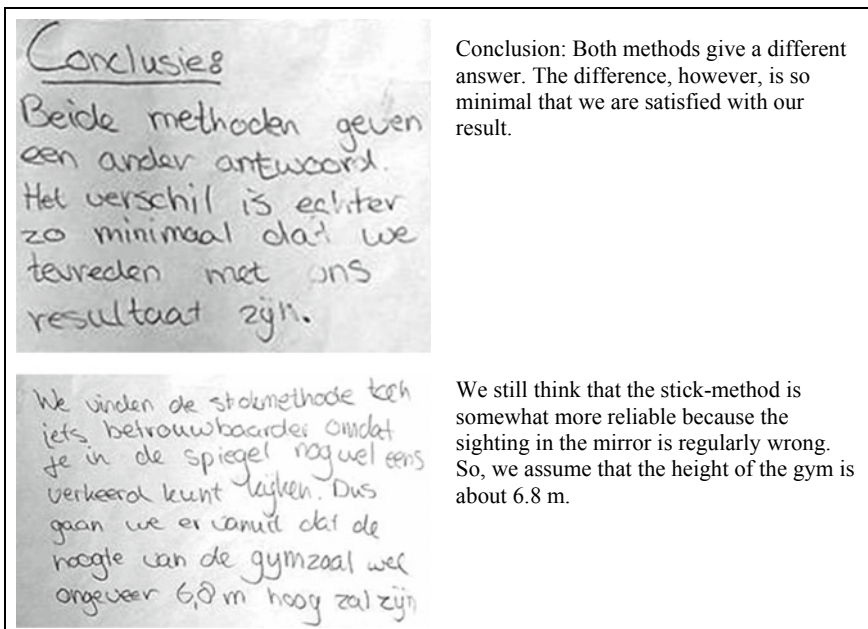 Conclusie:
Beide methoden geven
een ander antwoord.
Het verschil is echter
zo minimaal dat we
tevreden met ons
resultaat zijn.
Conclusion: Both methods give a different
answer. The difference, however, is so
minimal that we are satisfied with our
result.
We vinden de stokmethode toch
iets betrouwbaarder omdat
je in de spiegel nog wel eens
verkeerd kunt kijken. Dus
gaan we er vanuit dat de
hoogte van de gymzaal wel
ongeveer 6,8 m hoog zal zijn
We still think that the stick-method is
somewhat more reliable because the
sighting in the mirror is regularly wrong.
So, we assume that the height of the gym is
about 6.8 m.